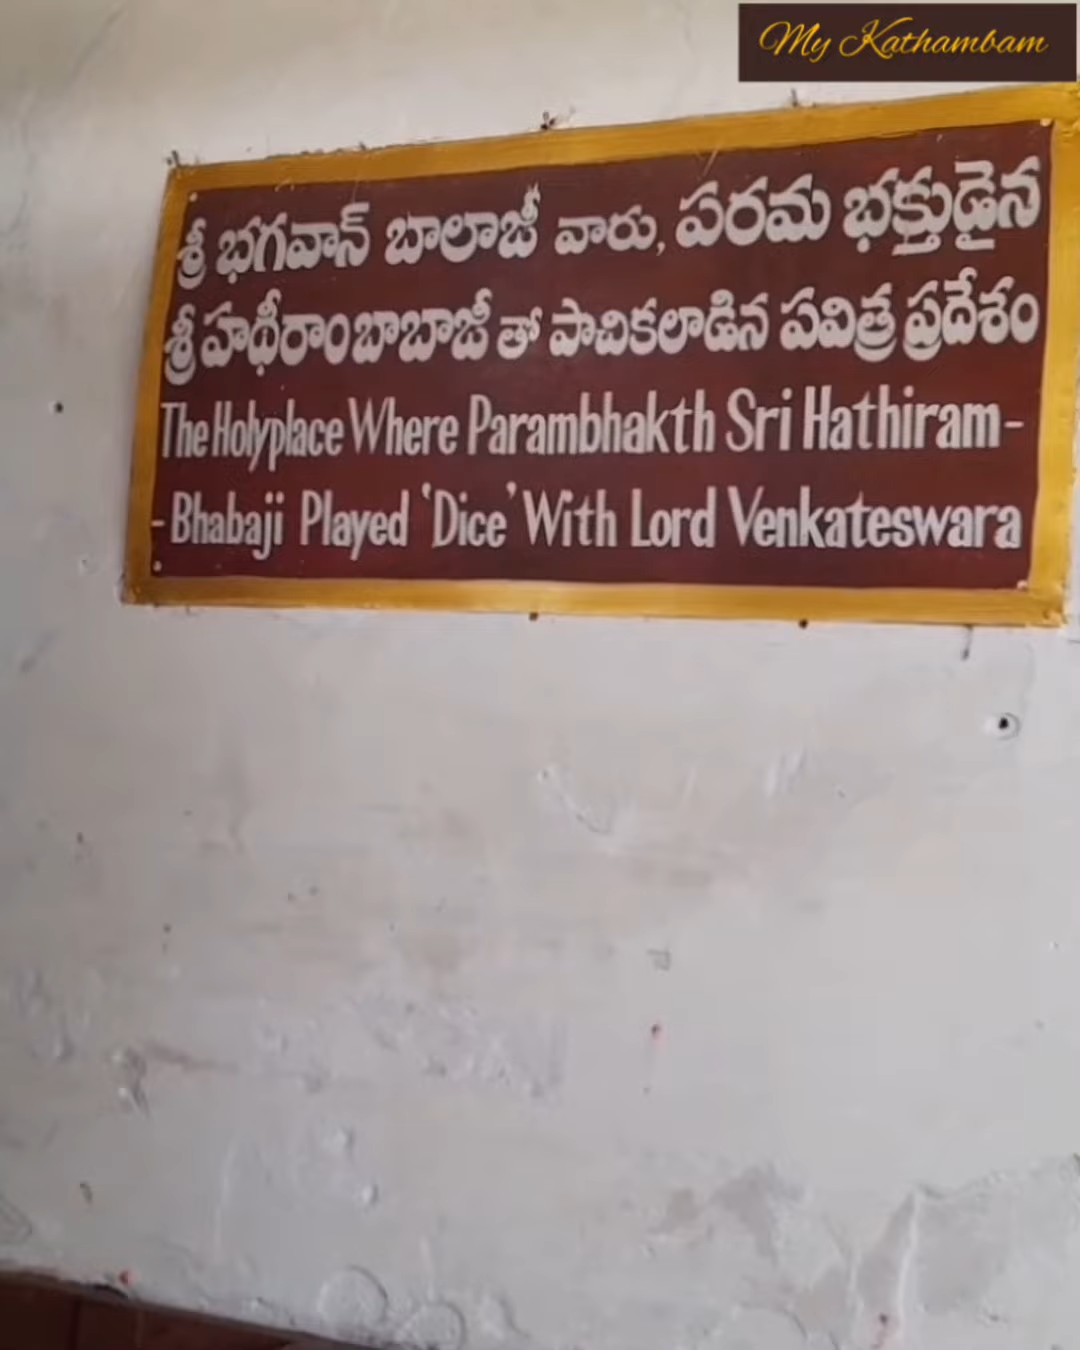 My Kathambam
శ్రీ భగవాన్ బాలాజీ వారు, పరమ భక్తుడైన
శ్రీ హథీరాంబాబాజీ తో పాచికలాడిన పవిత్ర ప్రదేశం
The Holyplace Where Parambhakth Sri Hathiram-
- Bhabaji Played 'Dice' With Lord Venkateswara